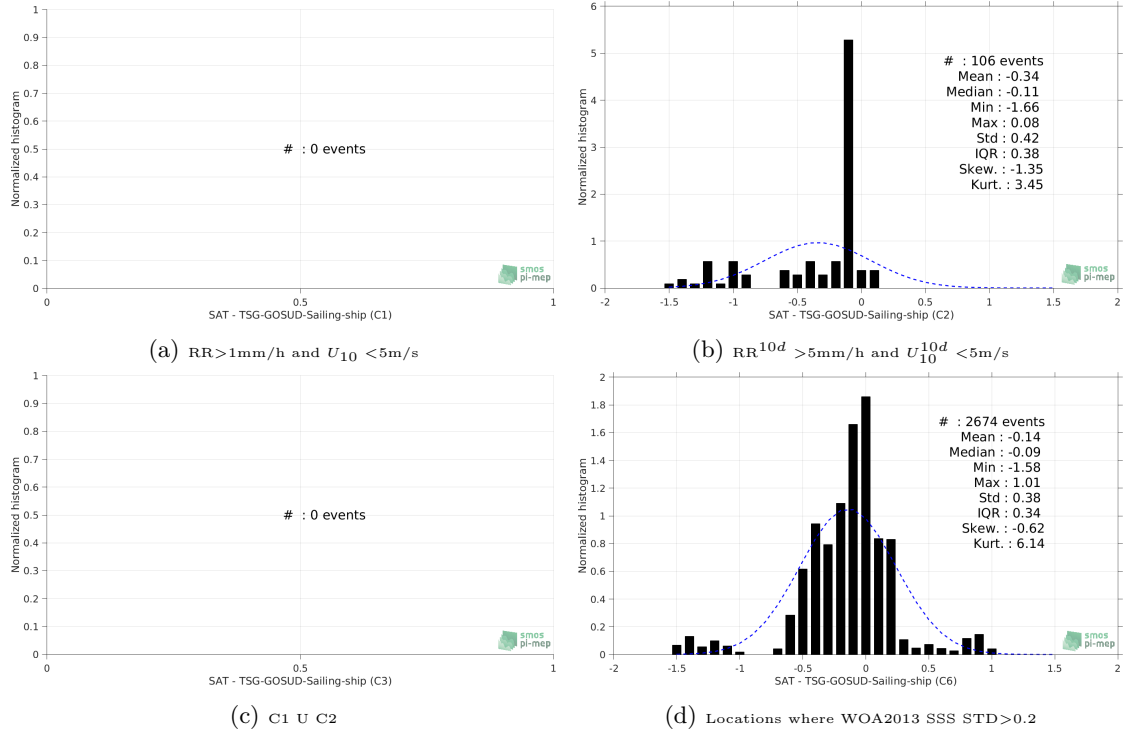 1
0.9
0.8
0.7
0.6
0.5
0.4
0.3
0.2
0.1
0
Normalized histogram
# : 0 events
smos
pi-mep
0
0.5
1
SAT - TSG-GOSUD-Sailing-ship (C1)
(a) RR>1mm/h and U10 <5m/s
6
5
4
3
2
1
0
Normalized histogram
# : 106 events
Mean : -0.34
Median : -0.11
Min : -1.66
Max : 0.08
Std : 0.42
IQR : 0.38
Skew. : -1.35
Kurt. : 3.45
smos
pi-mep
-2 -1.5 -1 -0.5 0 0.5 1 1.5 2
SAT - TSG-GOSUD-Sailing-ship (C2)
(b) RR10d >5mm/h and U10d10 <5m/s
1
0.9
0.8
0.7
0.6
0.5
0.4
0.3
0.2
0.1
0
Normalized histogram
# : 0 events
smos
pi-mep
0
0.5
1
SAT - TSG-GOSUD-Sailing-ship (C3)
(c) C1 U C2
2
1.8
1.6
1.4
1.2
1
0.8
0.6
0.4
0.2
0
Normalized histogram
# : 2674 events
Mean : -0.14
Median : -0.09
Min : -1.58
Max : 1.01
Std : 0.38
IQR : 0.34
Skew. : -0.62
Kurt. : 6.14
smos
pi-mep
-2 -1.5 -1 -0.5 0 0.5 1 1.5 2
SAT - TSG-GOSUD-Sailing-ship (C6)
(d) Locations where WOA2013 SSS STD>0.2